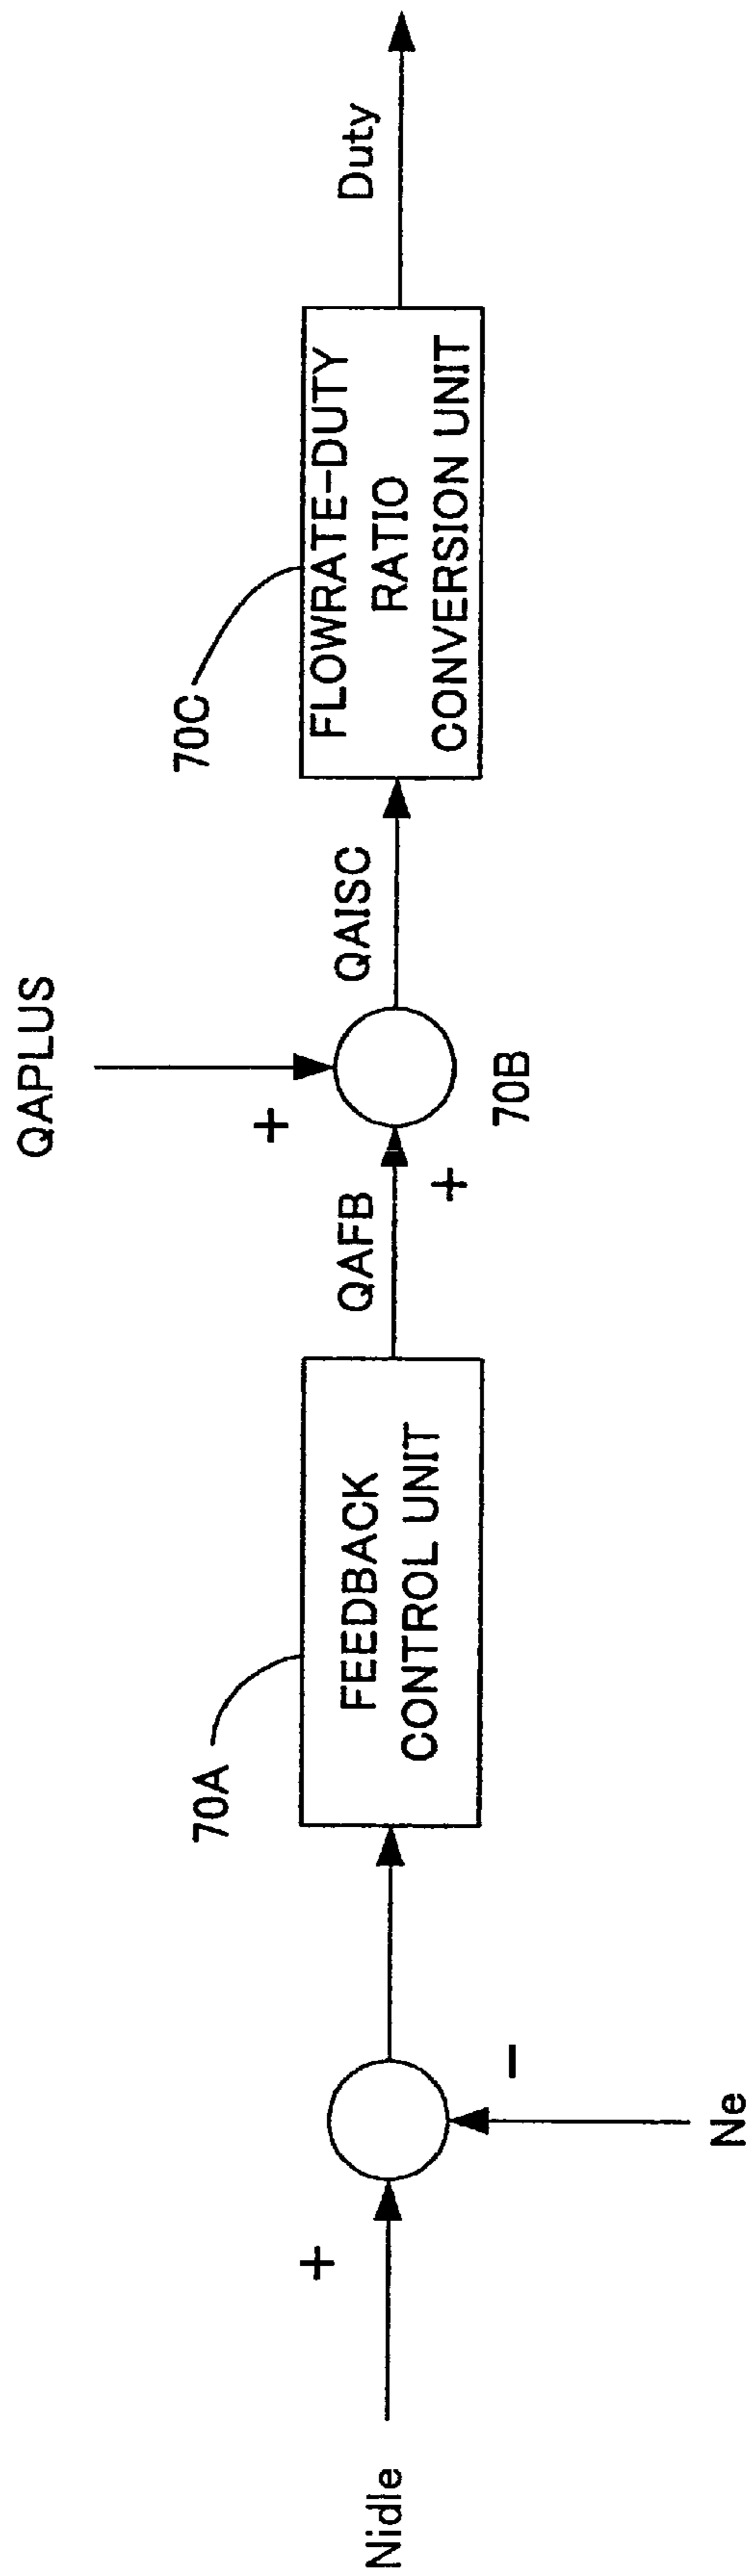 Nidle
+
Ne
−
70A
FEEDBACK
CONTROL UNIT
QAFB
+
QAPLUS
+
70B
QAISC
70C
FLOWRATE-DUTY
RATIO
CONVERSION UNIT
Duty